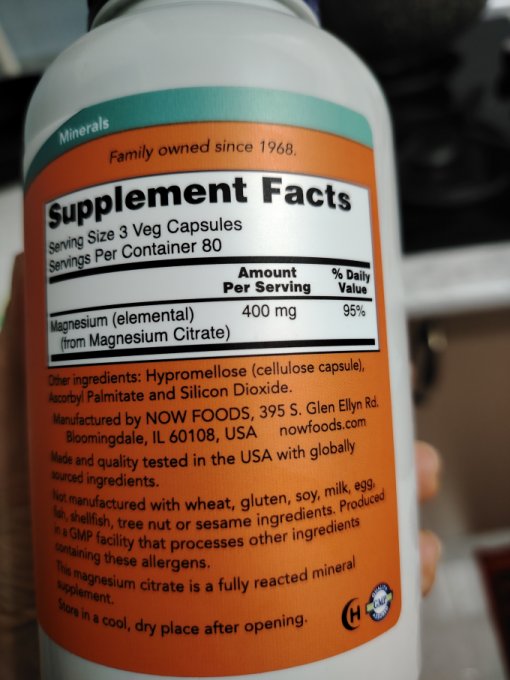 Minerals
Family owned since 1968.
Supplement Facts
Serving Size 3 Veg Capsules
Servings Per Container 80
Amount Per Serving
% Daily Value
Magnesium (elemental) 400 mg 95%
(from Magnesium Citrate)
Other ingredients: Hypromellose (cellulose capsule),
Ascorbyl Palmitate and Silicon Dioxide.
Manufactured by NOW FOODS, 395 S. Glen Ellyn Rd.
Bloomingdale, IL 60108, USA nowfoods.com
Made and quality tested in the USA with globally
sourced ingredients.
Not manufactured with wheat, gluten, soy, milk, egg,
fish, shellfish, tree nut or sesame ingredients. Produced
in a GMP facility that processes other ingredients
containing these allergens.
This magnesium citrate is a fully reacted mineral
supplement.
Store in a cool, dry place after opening.
GMP